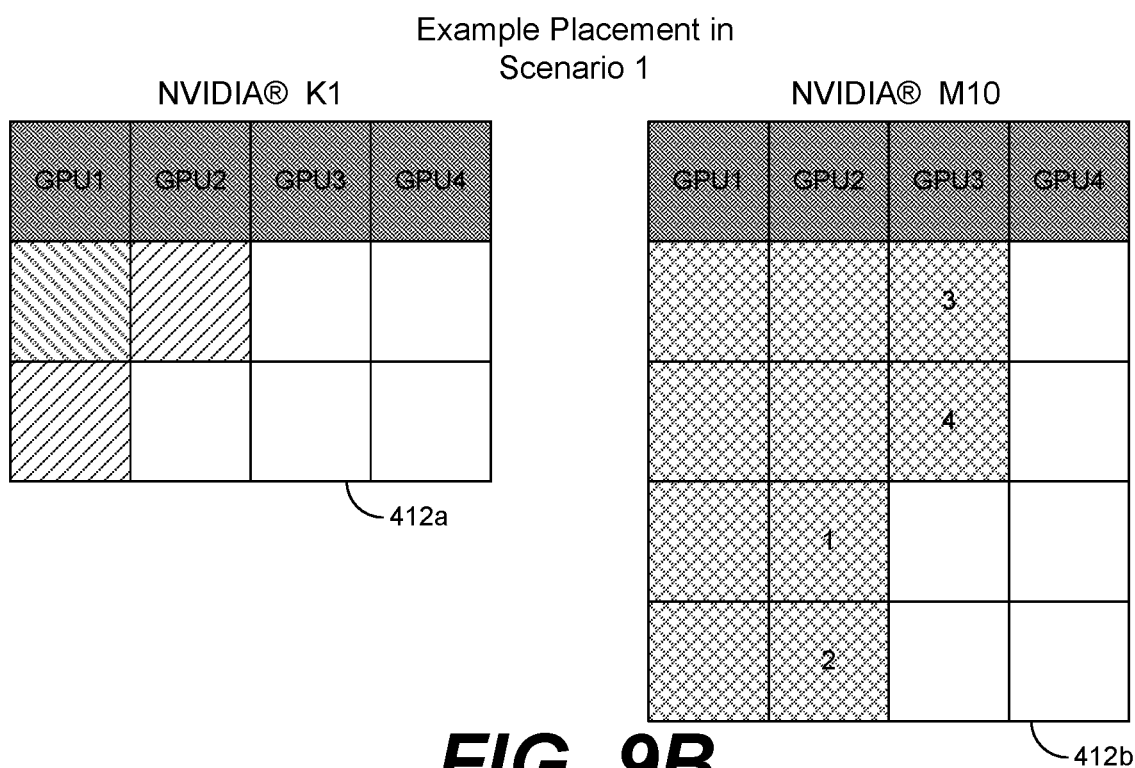 Example Placement in
Scenario 1
NVIDIA® K1
NVIDIA® M10
GPU1 GPU2 GPU3 GPU4
GPU1 GPU2 GPU3 GPU4
3
4
412a
1
2
FIG. 9B
412b